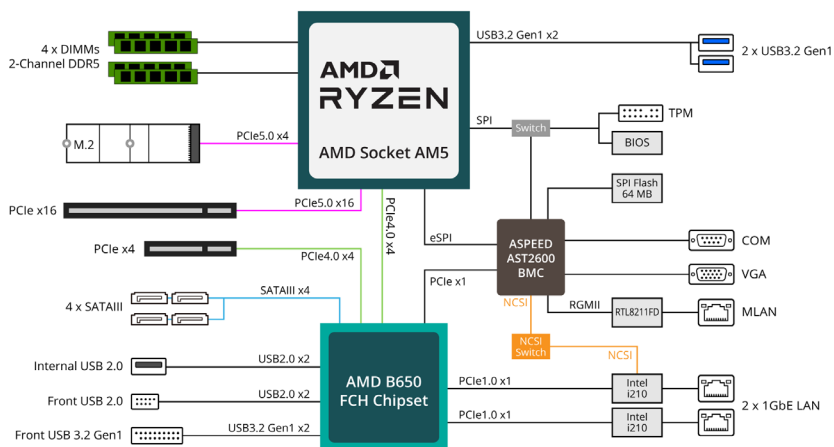 4 x DIMMs
2-Channel DDR5
AMD
RYZEN
AMD Socket AM5
USB3.2 Gen1 x2
2 x USB3.2 Gen1
M.2
PCIe5.0 x4
SPI
Switch
TPM
BIOS
SPI Flash
64 MB
PCIe x16
PCIe5.0 x16
PCIe4.0 x4
PCIe x4
PCIe4.0 x4
eSPI
ASPEED
AST2600
BMC
COM
VGA
PCIe x1
SATAIII x4
4 x SATAIII
NCSI
RGMII
RTL8211FD
MLAN
NCSI
Switch
NCSI
AMD B650
FCH Chipset
Internal USB 2.0
USB2.0 x2
Front USB 2.0
USB2.0 x2
Front USB 3.2 Gen1
USB3.2 Gen1 x2
PCIe1.0 x1
Intel
i210
PCIe1.0 x1
Intel
i210
2 x 1GbE LAN